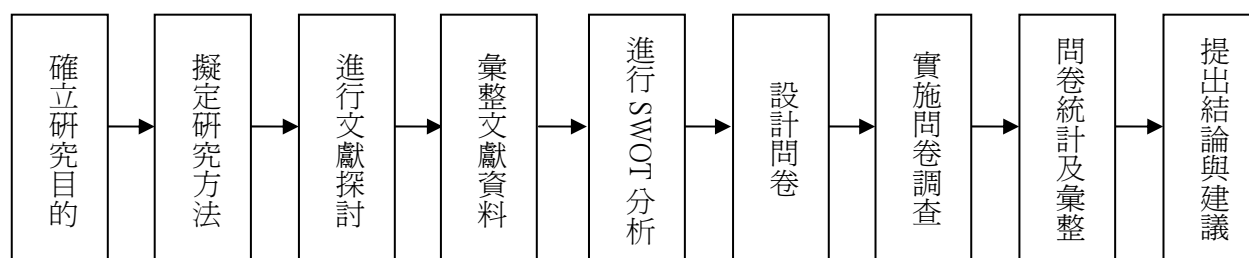 確立研究目的
擬定研究方法
進行文獻探討
彙整文獻資料
進行 SWOT 分析
設計問卷
實施問卷調查
問卷統計及彙整
提出結論與建議